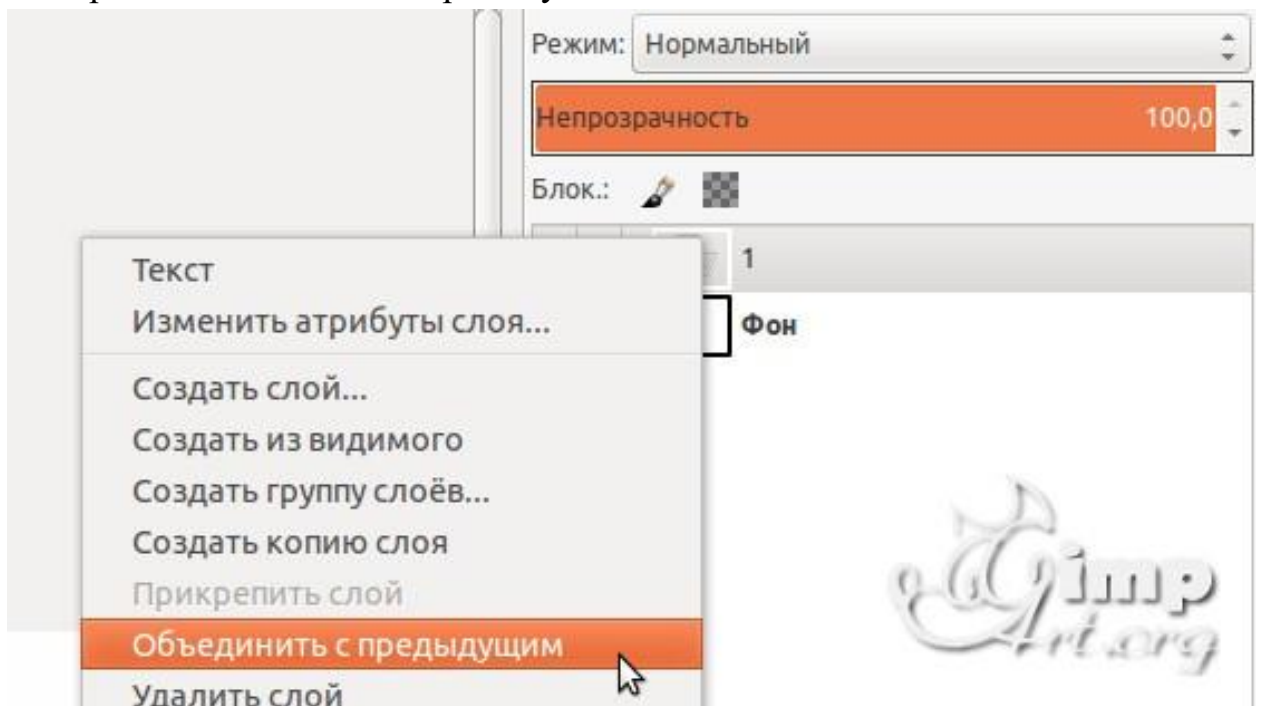 Режим: Нормальный
Непрозрачность 100,0
Блок.:
1
Фон
Текст
Изменить атрибуты слоя...
Создать слой...
Создать из видимого
Создать группу слоёв...
Создать копию слоя
Прикрепить слой
Объединить с предыдущим
Удалить слой
Gimp
Art.org